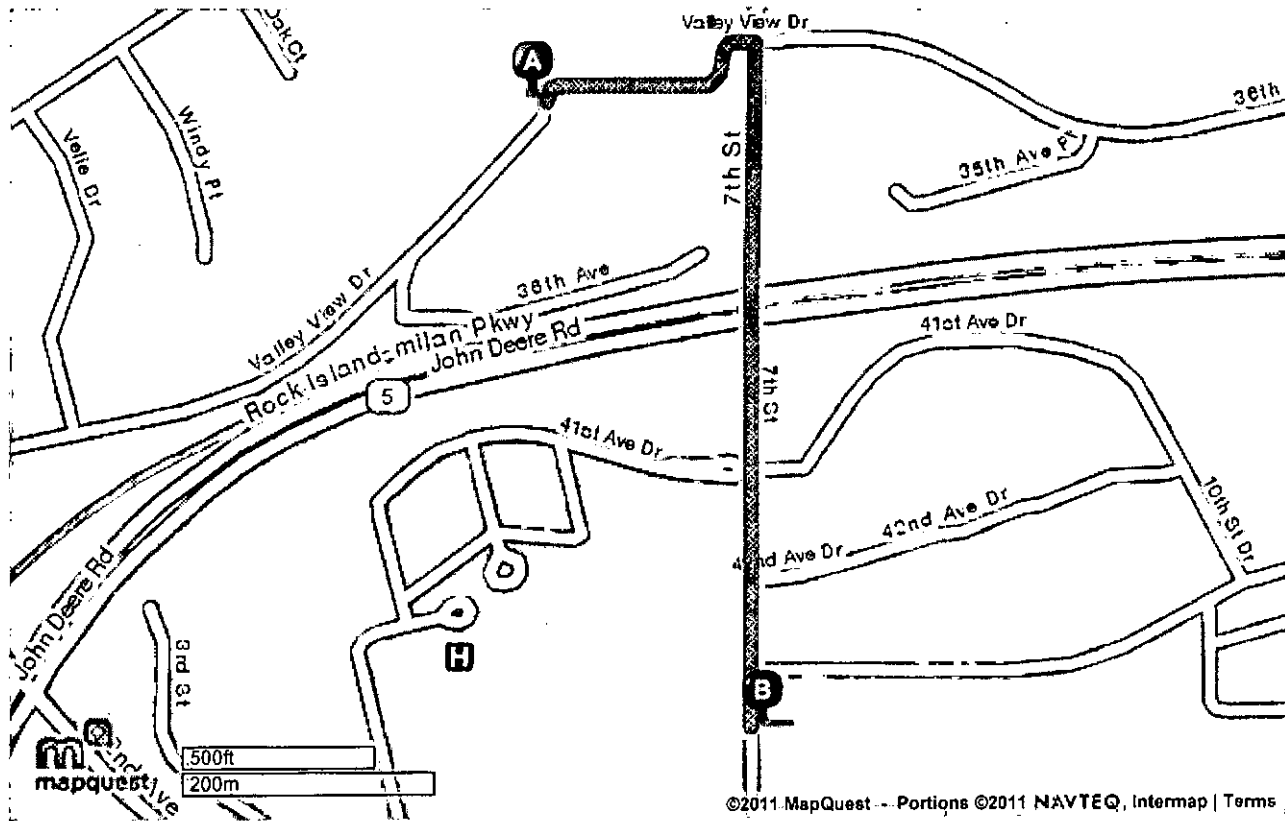 Valley View Dr
Oak Ct
A
36th
Windy Pt
Velie Dr
35th Ave Pt
7th St
36th Ave
Valley View Dr
Rock Island-milan Pkwy
John Deere Rd
41st Ave Dr
5
7th St
41st Ave Dr
10th St Dr
42nd Ave Dr
nd Ave Dr
John Deere Rd
H
3rd St
B
m
mapquest
500ft
200m
©2011 MapQuest - Portions ©2011 NAVTEQ, Intermap | Terms